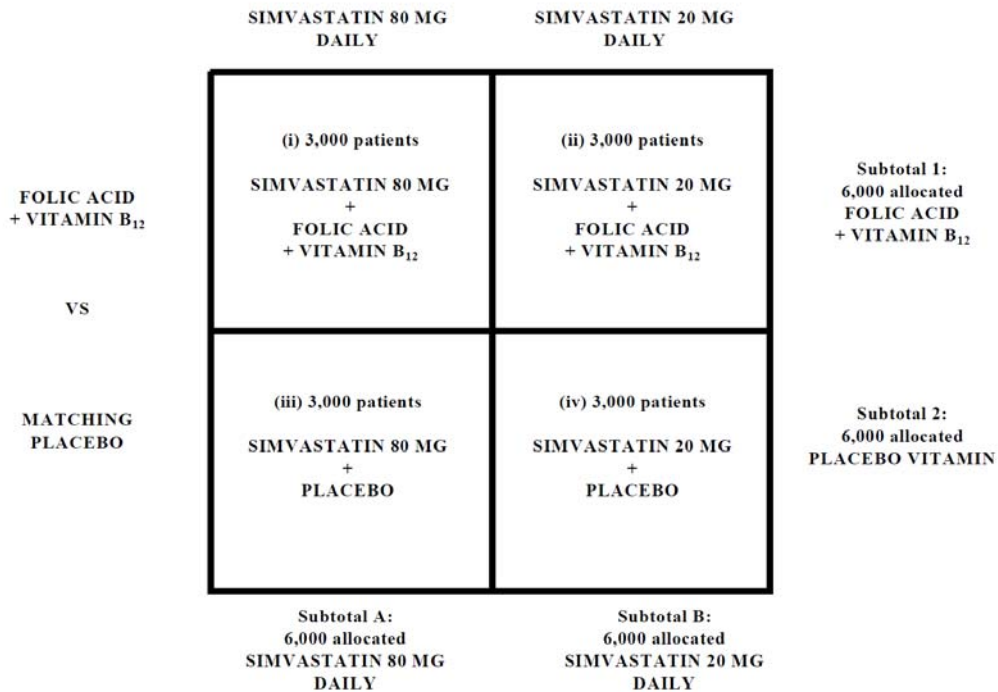 SIMVASTATIN 80 MG
DAILY
SIMVASTATIN 20 MG
DAILY
FOLIC ACID
+ VITAMIN B₁₂
VS
MATCHING
PLACEBO
(i) 3,000 patients
SIMVASTATIN 80 MG
+
FOLIC ACID
+ VITAMIN B₁₂
(ii) 3,000 patients
SIMVASTATIN 20 MG
+
FOLIC ACID
+ VITAMIN B₁₂
Subtotal 1:
6,000 allocated
FOLIC ACID
+ VITAMIN B₁₂
(iii) 3,000 patients
SIMVASTATIN 80 MG
+
PLACEBO
(iv) 3,000 patients
SIMVASTATIN 20 MG
+
PLACEBO
Subtotal 2:
6,000 allocated
PLACEBO VITAMIN
Subtotal A:
6,000 allocated
SIMVASTATIN 80 MG
DAILY
Subtotal B:
6,000 allocated
SIMVASTATIN 20 MG
DAILY